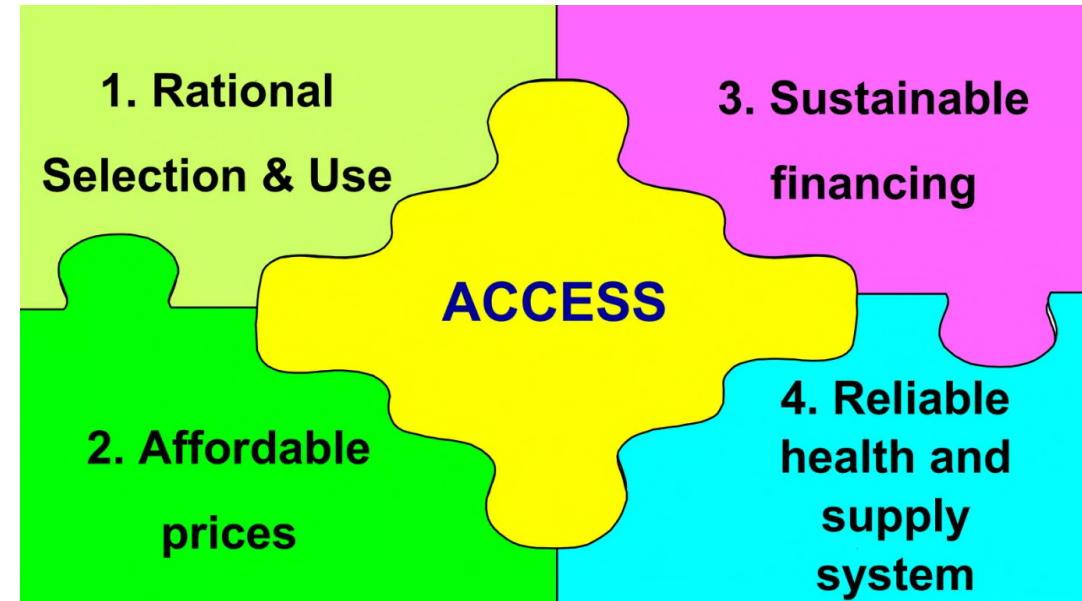 1. Rational
Selection & Use
3. Sustainable
financing
ACCESS
2. Affordable
prices
4. Reliable
health and
supply
system